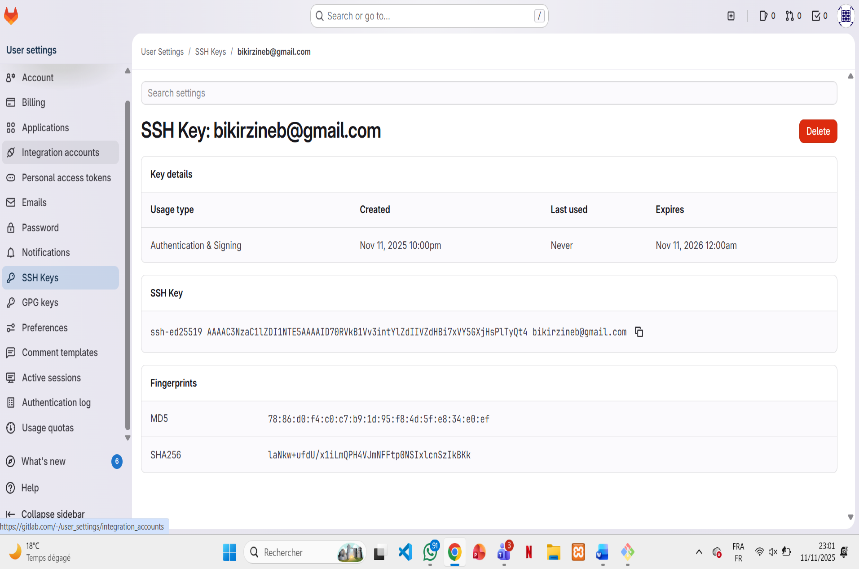 Search or go to...
/
0
0
0
User settings
Account
Billing
Applications
Integration accounts
Personal access tokens
Emails
Password
Notifications
SSH Keys
GPG keys
Preferences
Comment templates
Active sessions
Authentication log
Usage quotas
What's new
6
Help
Collapse sidebar
https://gitlab.com/-/user_settings/integration_accounts
User Settings / SSH Keys / bikirzineb@gmail.com
Search settings
SSH Key: bikirzineb@gmail.com
Delete
Key details
Usage type Created Last used Expires
Authentication & Signing Nov 11, 2025 10:00pm Never Nov 11, 2026 12:00am
SSH Key
ssh-ed25519 AAAAC3NzaC1lZDI1NTE5AAAAID70RVkB1Vv3intYlZdIIVZdHBi7xVY5GXjHsPlTyQt4 bikirzineb@gmail.com
Fingerprints
MD5 78:86:d0:f4:c0:c7:b9:1d:95:f8:4d:5f:e8:34:e0:ef
SHA256 laNkw+ufdU/x1iLmQPH4VJmNFFtp0NSIxlcnSzIkBKk
18°C
Temps dégagé
Rechercher
3
FRA
FR
23:01
11/11/2025